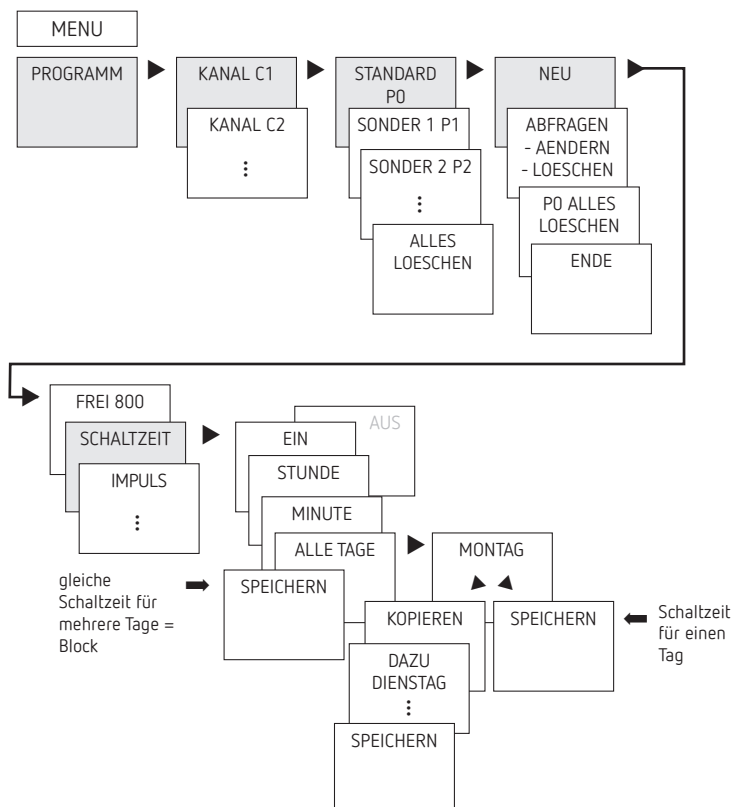 MENU
PROGRAMM
KANAL C1
KANAL C2
STANDARD
P0
SONDER 1 P1
SONDER 2 P2
ALLES
LOESCHEN
NEU
ABFRAGEN
- AENDERN
- LOESCHEN
P0 ALLES
LOESCHEN
ENDE
FREI 800
SCHALTZEIT
IMPULS
AUS
EIN
STUNDE
MINUTE
ALLE TAGE
SPEICHERN
gleiche
Schaltzeit für
mehrere Tage =
Block
MONTAG
KOPIEREN
DAZU
DIENSTAG
SPEICHERN
SPEICHERN
Schaltzeit
für einen
Tag